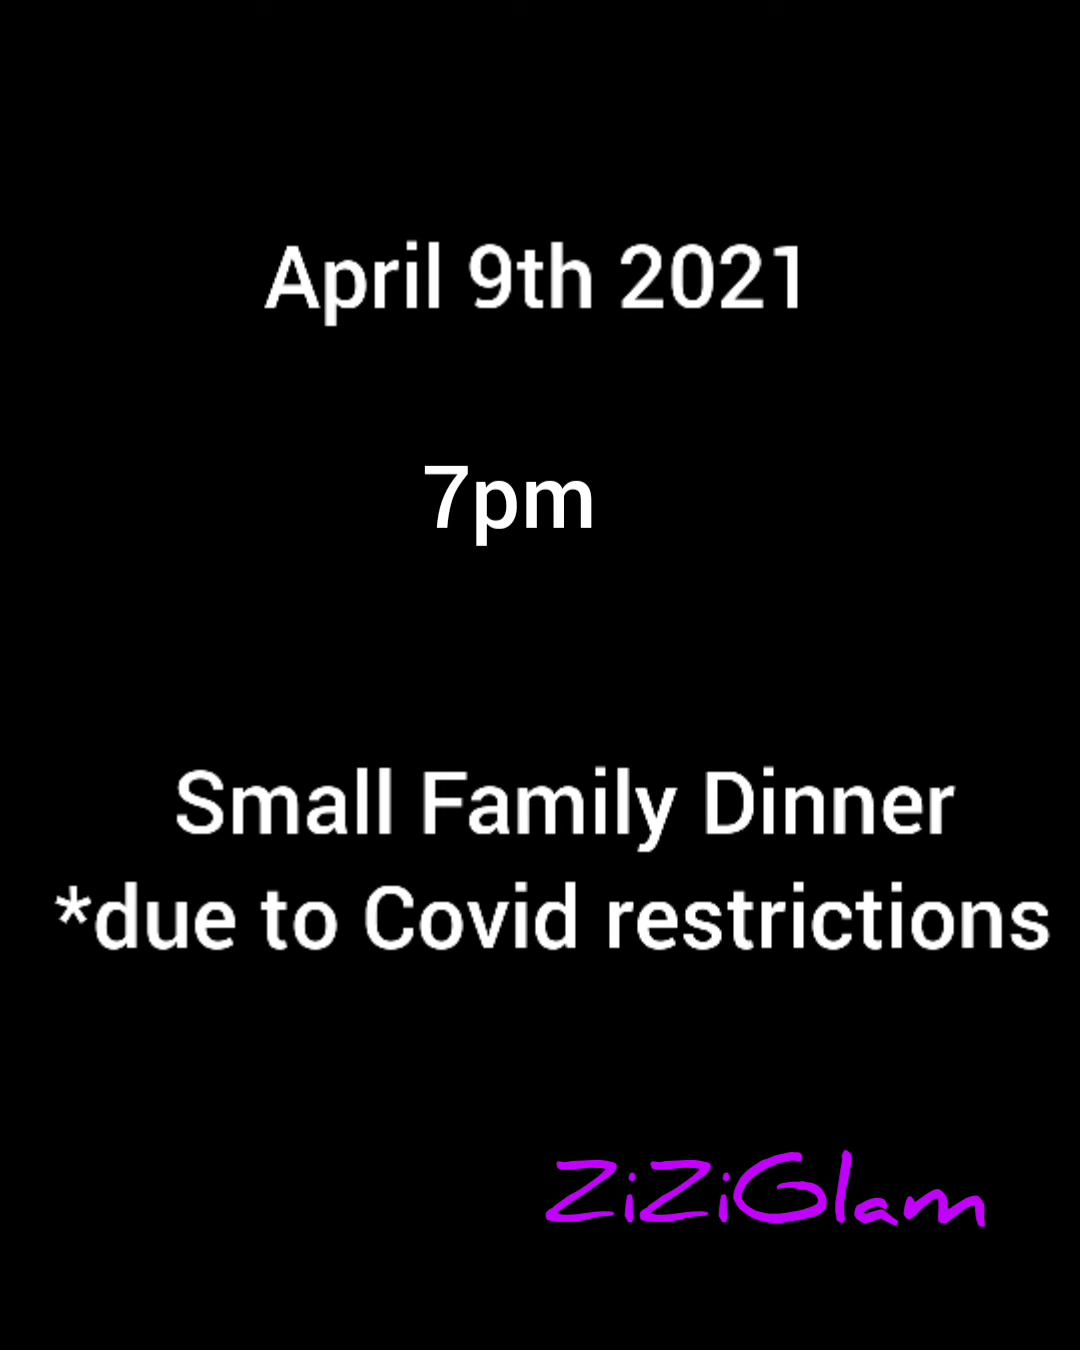 April 9th 2021
7pm
Small Family Dinner
*due to Covid restrictions
ZiZiGlam